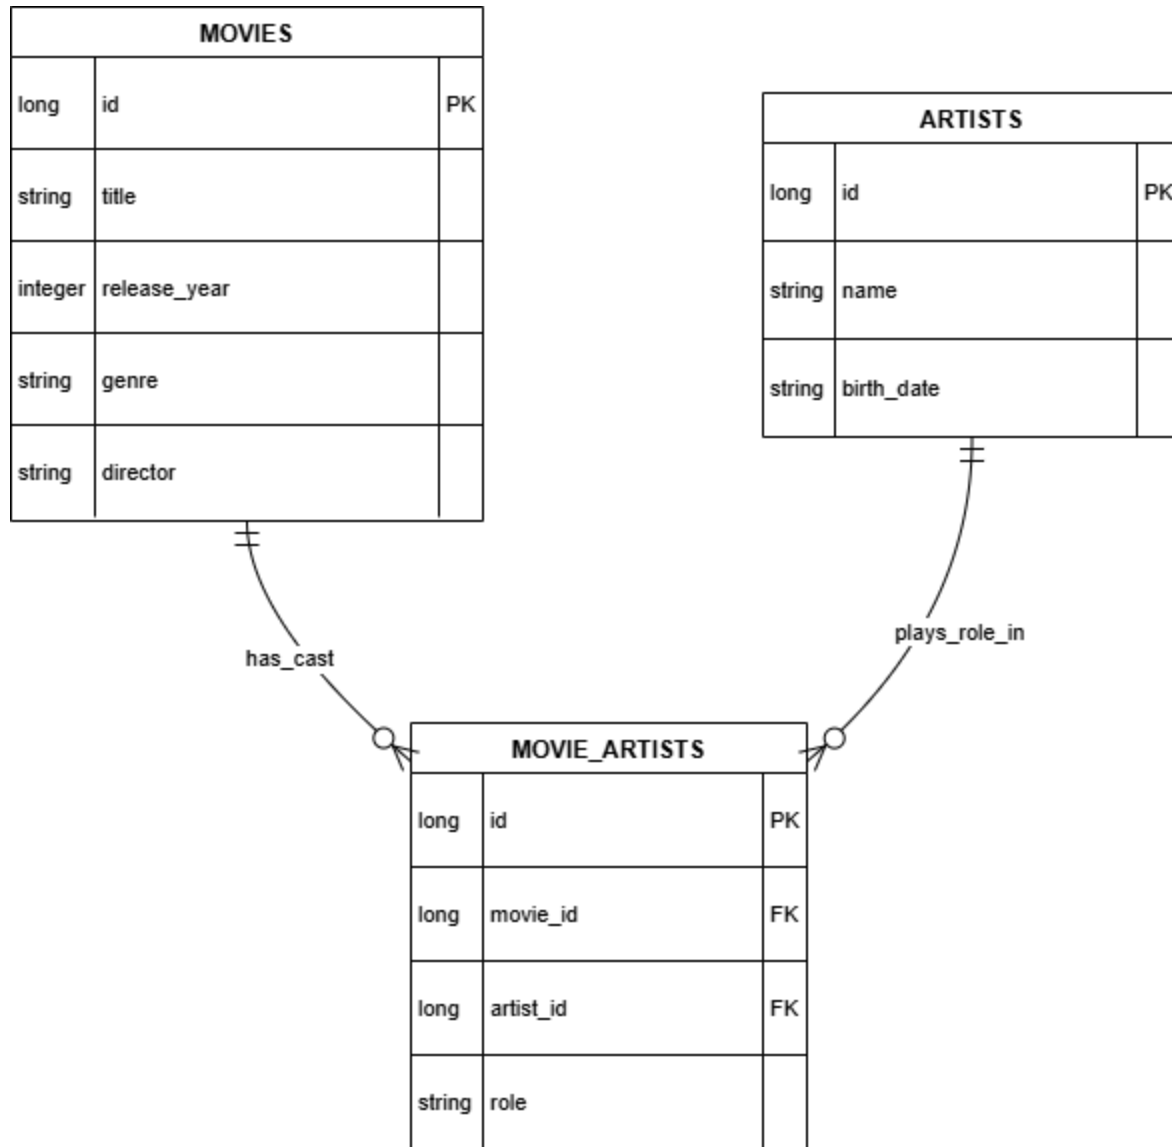 MOVIES
long id PK
string title
integer release_year
string genre
string director
ARTISTS
long id PK
string name
string birth_date
has_cast
plays_role_in
MOVIE_ARTISTS
long id PK
long movie_id FK
long artist_id FK
string role